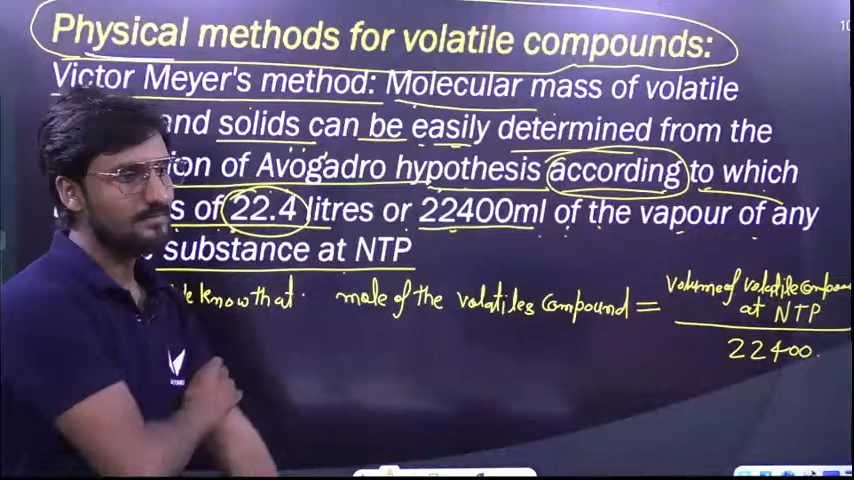 Physical methods for volatile compounds:
Victor Meyer's method: Molecular mass of volatile
and solids can be easily determined from the
ion of Avogadro hypothesis according to which
s of 22.4 litres or 22400ml of the vapour of any
substance at NTP
e know that mole of the volatiles compound = volume of volatile compoun
at NTP
22400.